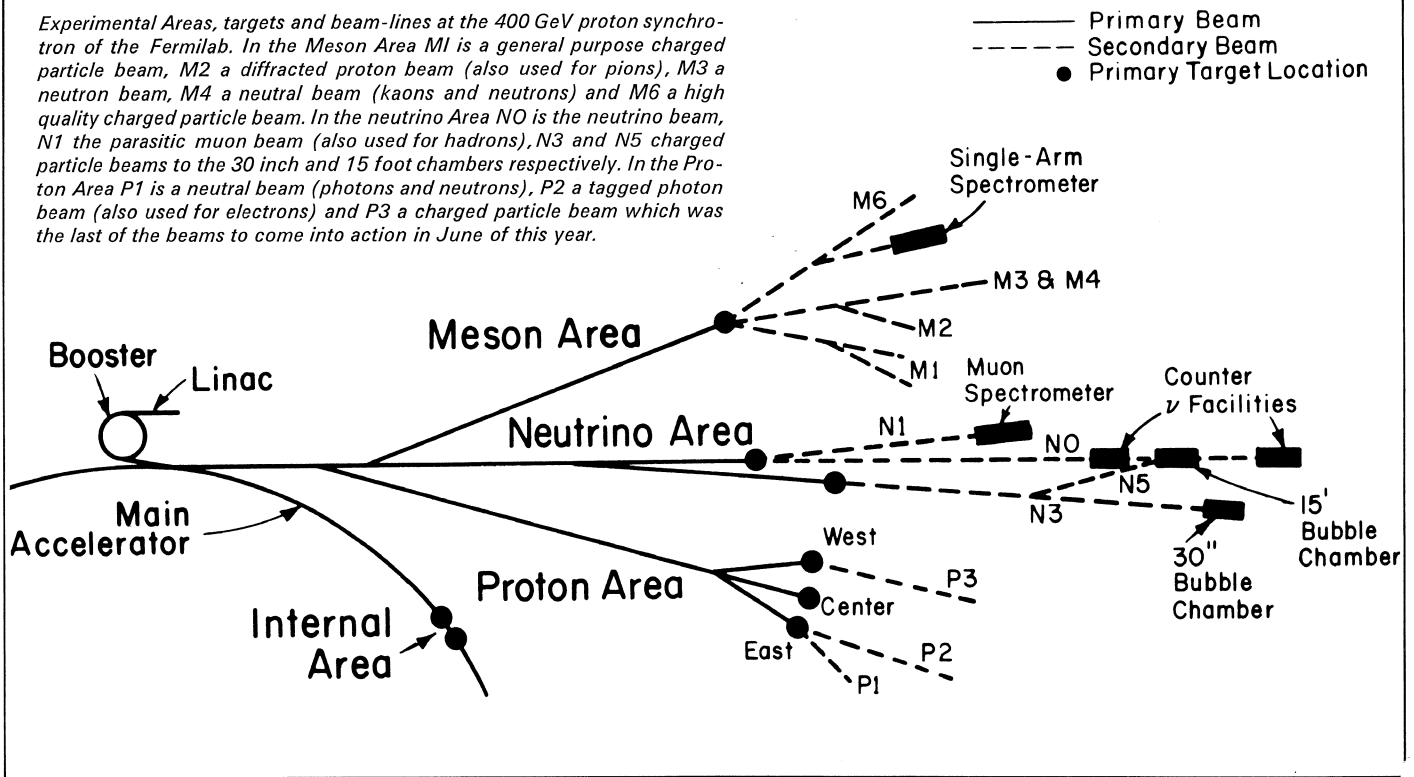 Experimental Areas, targets and beam-lines at the 400 GeV proton synchro-
tron of the Fermilab. In the Meson Area MI is a general purpose charged
particle beam, M2 a diffracted proton beam (also used for pions), M3 a
neutron beam, M4 a neutral beam (kaons and neutrons) and M6 a high
quality charged particle beam. In the neutrino Area NO is the neutrino beam,
N1 the parasitic muon beam (also used for hadrons), N3 and N5 charged
particle beams to the 30 inch and 15 foot chambers respectively. In the Pro-
ton Area P1 is a neutral beam (photons and neutrons), P2 a tagged photon
beam (also used for electrons) and P3 a charged particle beam which was
the last of the beams to come into action in June of this year.
Primary Beam
Secondary Beam
Primary Target Location
Single-Arm
Spectrometer
M6
M3 & M4
Meson Area
M2
Booster
Linac
M1
Muon
Spectrometer
Counter
ν Facilities
Neutrino Area
N1
NO
N5
N3
15'
Bubble
Chamber
Main
Accelerator
30"
Bubble
Chamber
West
Proton Area
P3
Center
Internal
Area
East
P2
P1